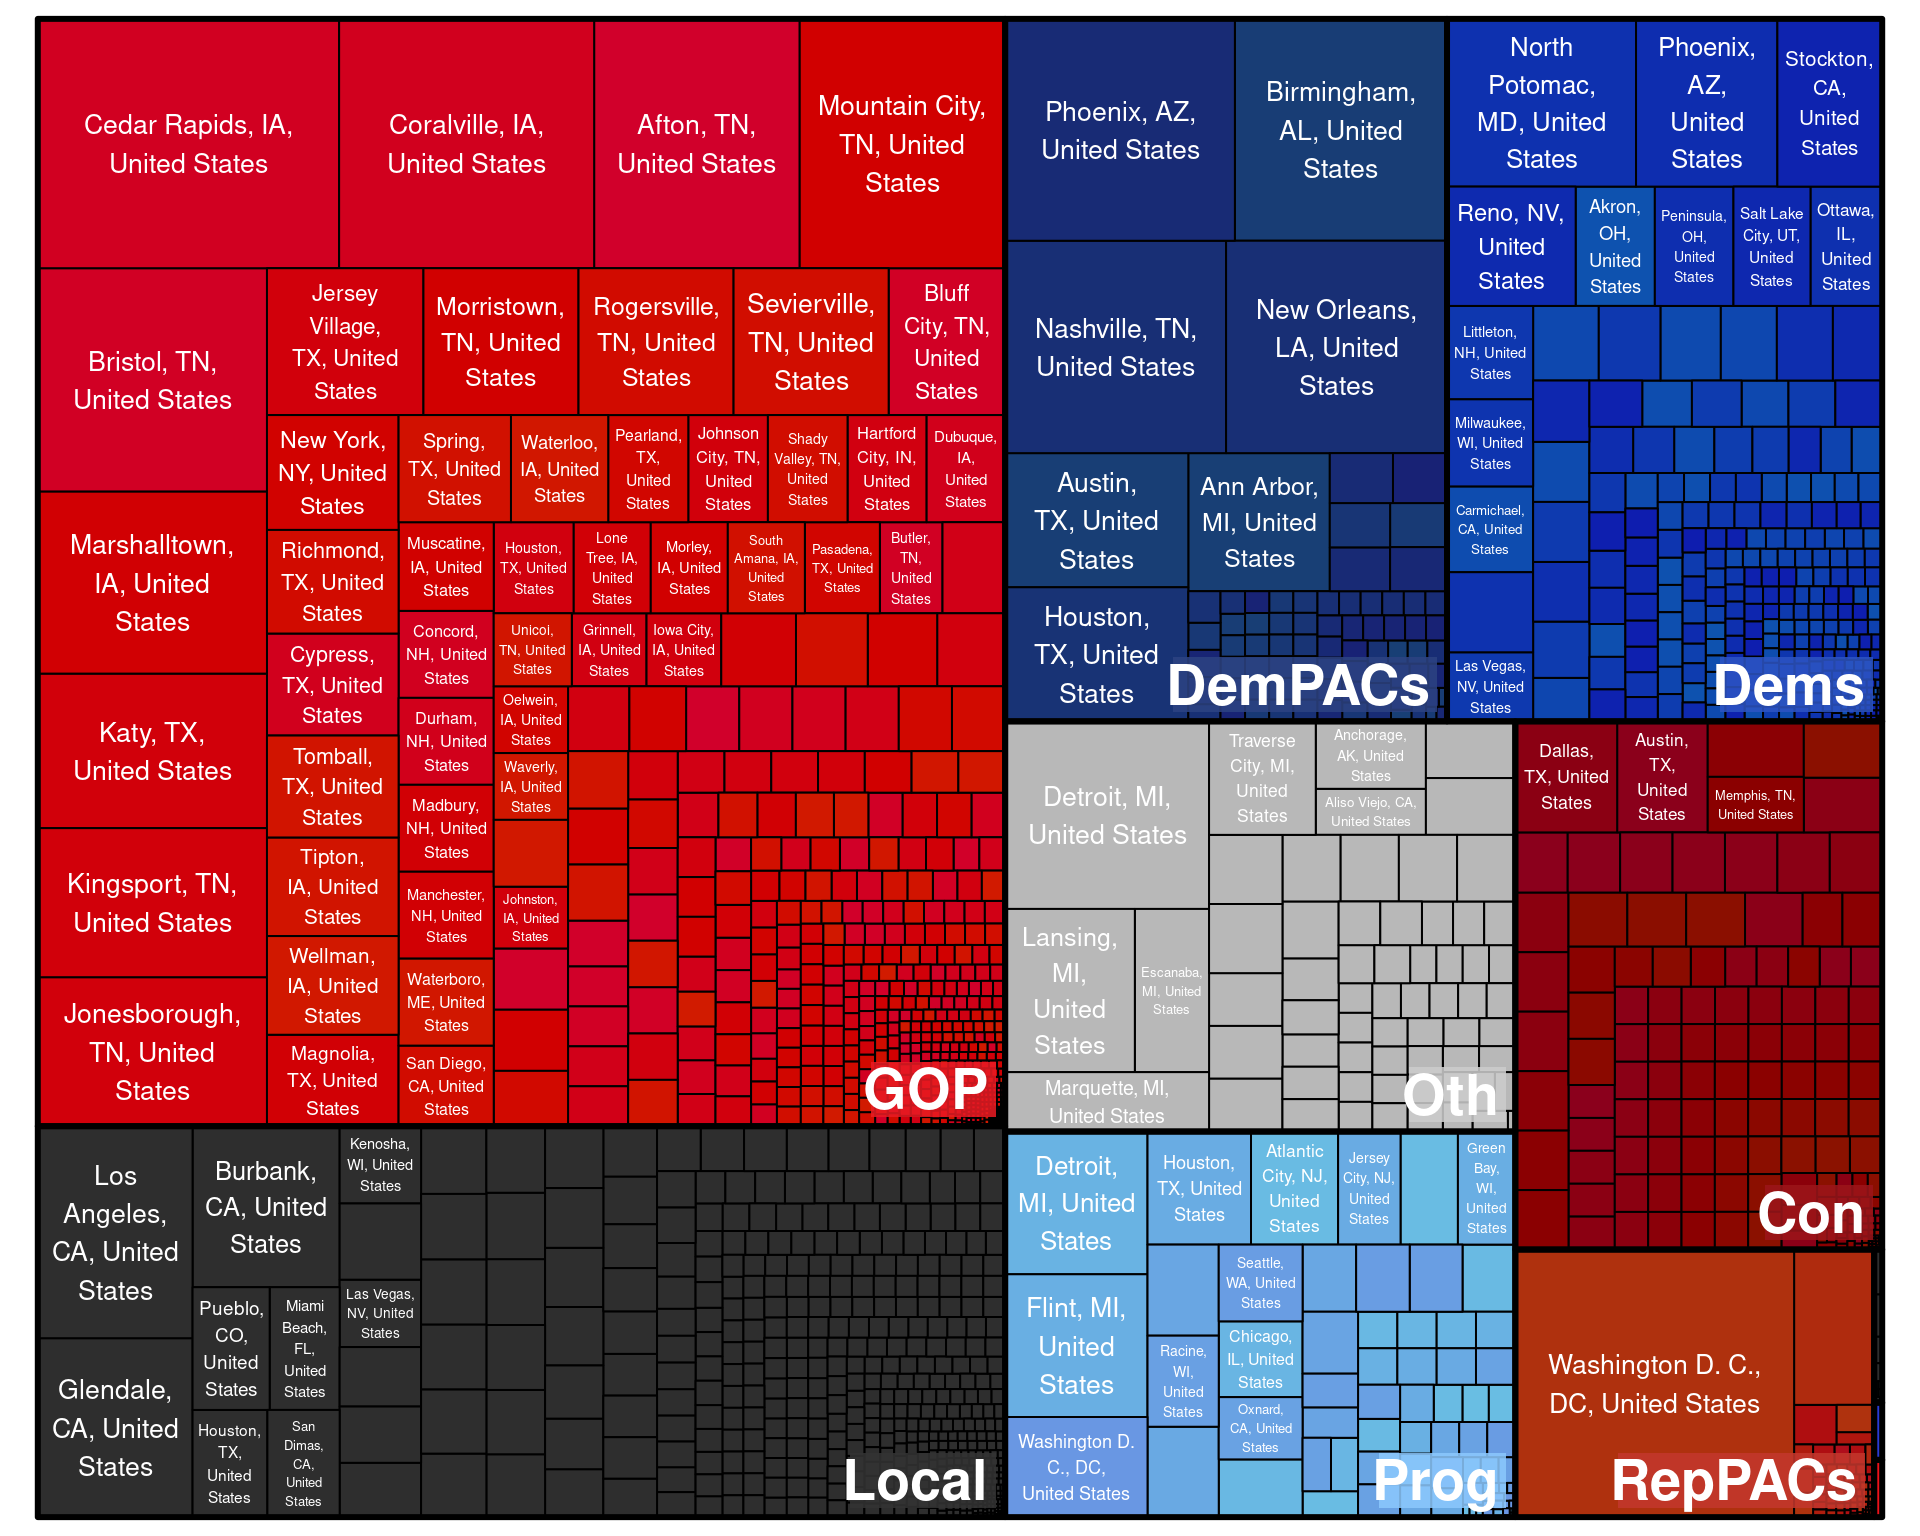 Cedar Rapids, IA,
United States
Coralville, IA,
United States
Afton, TN,
United States
Mountain City,
TN, United
States
Bristol, TN,
United States
Jersey
Village,
TX, United
States
Morristown,
TN, United
States
Rogersville,
TN, United
States
Sevierville,
TN, United
States
Bluff
City, TN,
United
States
New York,
NY, United
States
Spring,
TX, United
States
Waterloo,
IA, United
States
Pearland,
TX,
United
States
Johnson
City, TN,
United
States
Shady
Valley, TN,
United
States
Hartford
City, IN,
United
States
Dubuque,
IA,
United
States
Marshalltown,
IA, United
States
Richmond,
TX, United
States
Muscatine,
IA, United
States
Houston,
TX, United
States
Lone
Tree, IA,
United
States
Morley,
IA, United
States
South
Amana, IA,
United
States
Pasadena,
TX, United
States
Butler,
TN,
United
States
Cypress,
TX, United
States
Concord,
NH, United
States
Unicoi,
TN, United
States
Grinnell,
IA, United
States
Iowa City,
IA, United
States
Katy, TX,
United States
Tomball,
TX, United
States
Durham,
NH, United
States
Oelwein,
IA, United
States
Waverly,
IA, United
States
Madbury,
NH, United
States
Kingsport, TN,
United States
Tipton,
IA, United
States
Manchester,
NH, United
States
Johnston,
IA, United
States
Wellman,
IA, United
States
Waterboro,
ME, United
States
Jonesborough,
TN, United
States
Magnolia,
TX, United
States
San Diego,
CA, United
States
GOP
Phoenix, AZ,
United States
Birmingham,
AL, United
States
Nashville, TN,
United States
New Orleans,
LA, United
States
Austin,
TX, United
States
Ann Arbor,
MI, United
States
Houston,
TX, United
States
DemPACs
North
Potomac,
MD, United
States
Phoenix,
AZ,
United
States
Stockton,
CA,
United
States
Reno, NV,
United
States
Akron,
OH,
United
States
Peninsula,
OH,
United
States
Salt Lake
City, UT,
United
States
Ottawa,
IL,
United
States
Littleton,
NH, United
States
Milwaukee,
WI, United
States
Carmichael,
CA, United
States
Las Vegas,
NV, United
States
Dems
Detroit, MI,
United States
Traverse
City, MI,
United
States
Anchorage,
AK, United
States
Aliso Viejo, CA,
United States
Lansing,
MI,
United
States
Escanaba,
MI, United
States
Marquette, MI,
United States
Oth
Dallas,
TX, United
States
Austin,
TX,
United
States
Memphis, TN,
United States
Con
Los
Angeles,
CA, United
States
Burbank,
CA, United
States
Kenosha,
WI, United
States
Glendale,
CA, United
States
Pueblo,
CO,
United
States
Miami
Beach,
FL,
United
States
Las Vegas,
NV, United
States
Houston,
TX,
United
States
San
Dimas,
CA,
United
States
Local
Detroit,
MI, United
States
Houston,
TX, United
States
Atlantic
City, NJ,
United
States
Jersey
City, NJ,
United
States
Green
Bay,
WI,
United
States
Flint, MI,
United
States
Seattle,
WA, United
States
Racine,
WI,
United
States
Chicago,
IL, United
States
Oxnard,
CA, United
States
Washington D.
C., DC,
United States
Prog
Washington D. C.,
DC, United States
RepPACs